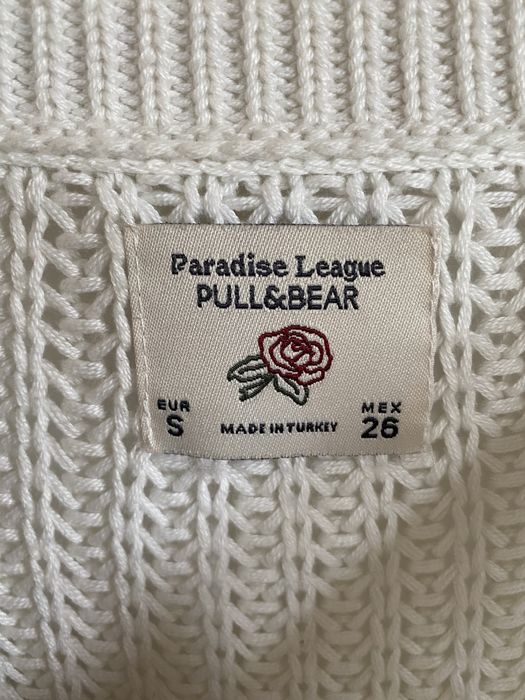 Paradise League
PULL&BEAR
EUR MEX
S MADE IN TURKEY 26